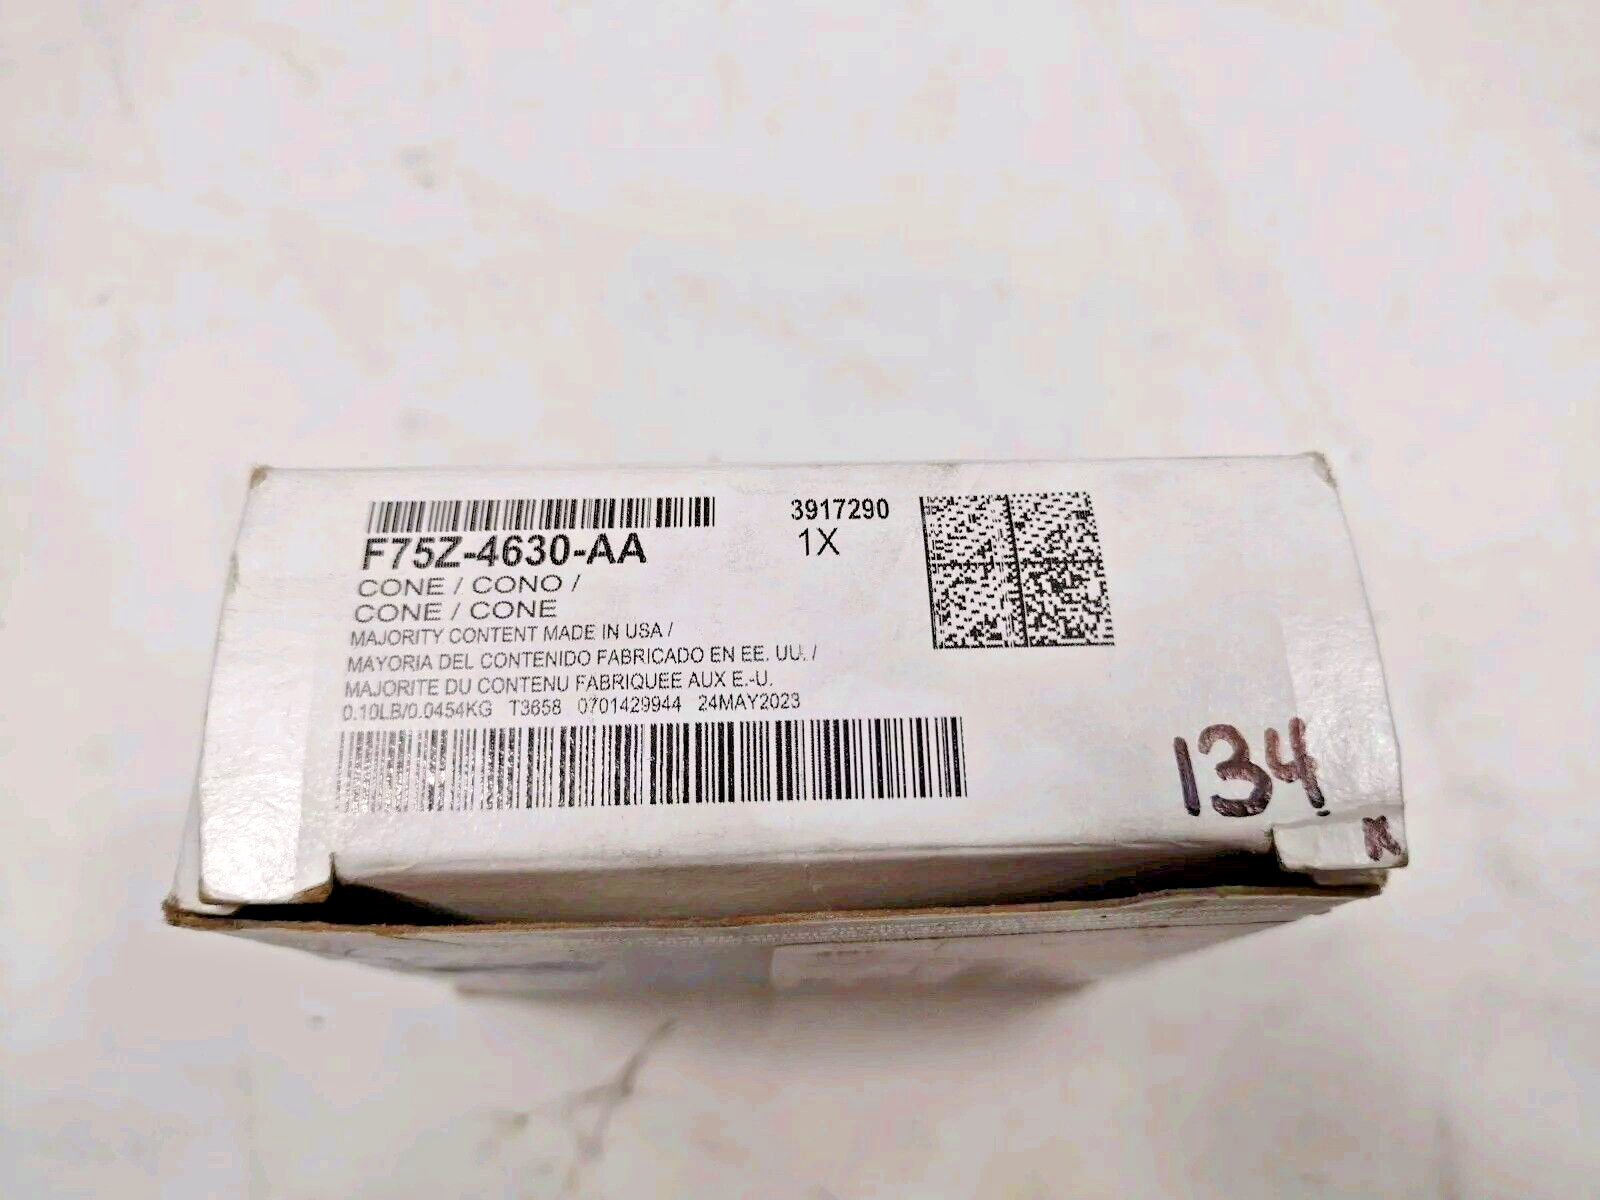 F75Z-4630-AA
3917290
1X
CONE / CONO /
CONE / CONE
MAJORITY CONTENT MADE IN USA /
MAYORIA DEL CONTENIDO FABRICADO EN EE. UU. /
MAJORITE DU CONTENU FABRIQUEE AUX E.-U.
0.10LB/0.0454KG T3658 0701429944 24MAY2023
134